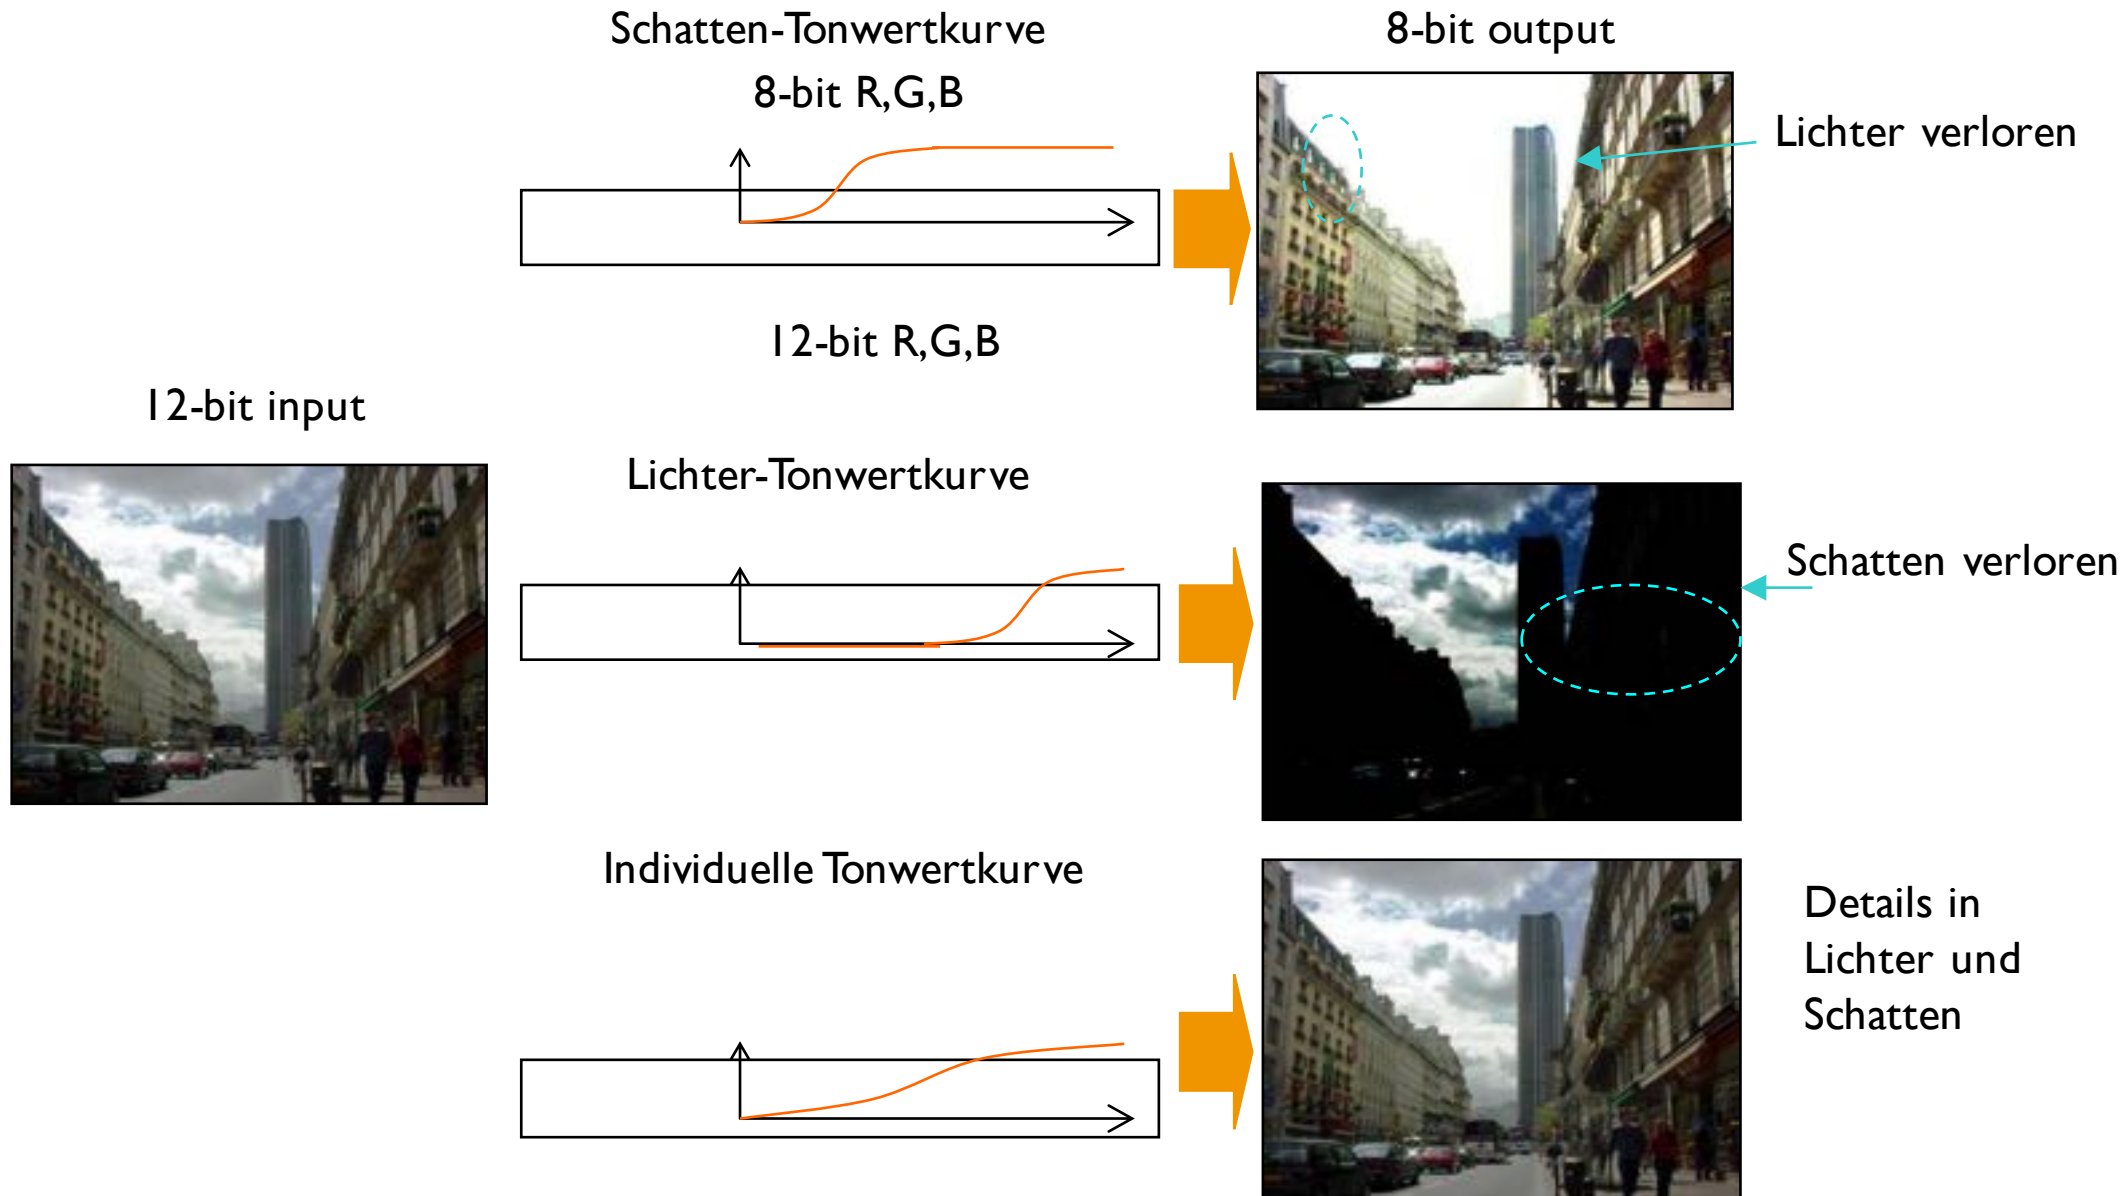 Schatten-Tonwertkurve
8-bit output
8-bit R,G,B
Lichter verloren
12-bit R,G,B
12-bit input
Lichter-Tonwertkurve
Schatten verloren
Individuelle Tonwertkurve
Details in
Lichter und
Schatten